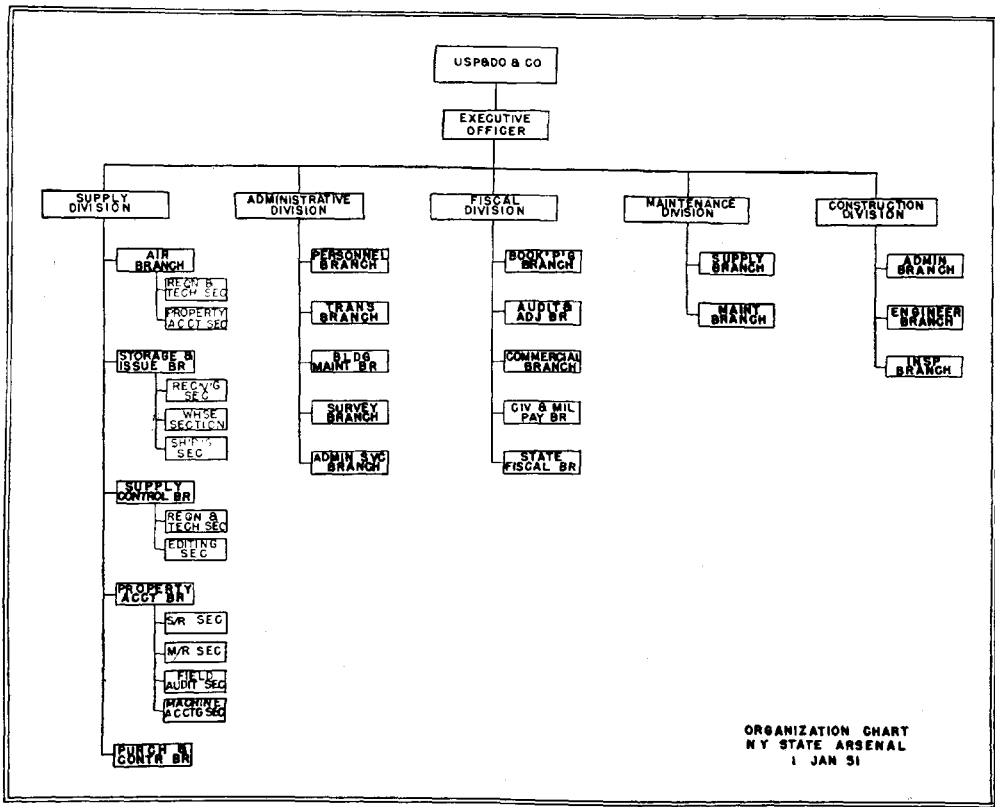 USP&DO & CO
EXECUTIVE
OFFICER
SUPPLY
DIVISION
ADMINISTRATIVE
DIVISION
FISCAL
DIVISION
MAINTENANCE
DIVISION
CONSTRUCTION
DIVISION
AIR
BRANCH
REQN &
TECH SEC
PROPERTY
ACCT SEC
STORAGE &
ISSUE BR
REC'V'G
SEC
WHSE
SECTION
SH'P'G
SEC
SUPPLY
CONTROL BR
REQN &
TECH SEC
EDITING
SEC
PROPERTY
ACCT BR
S/R SEC
M/R SEC
FIELD
AUDIT SEC
MACHINE
ACCTG SEC
PURCH &
CONTR BR
PERSONNEL
BRANCH
TRANS
BRANCH
BLDG
MAINT BR
SURVEY
BRANCH
ADMIN SVC
BRANCH
BOOK'P'G
BRANCH
AUDIT &
ADJ BR
COMMERCIAL
BRANCH
CIV & MIL
PAY BR
STATE
FISCAL BR
SUPPLY
BRANCH
MAINT
BRANCH
ADMIN
BRANCH
ENGINEER
BRANCH
INSP
BRANCH
ORGANIZATION CHART
NY STATE ARSENAL
1 JAN 51